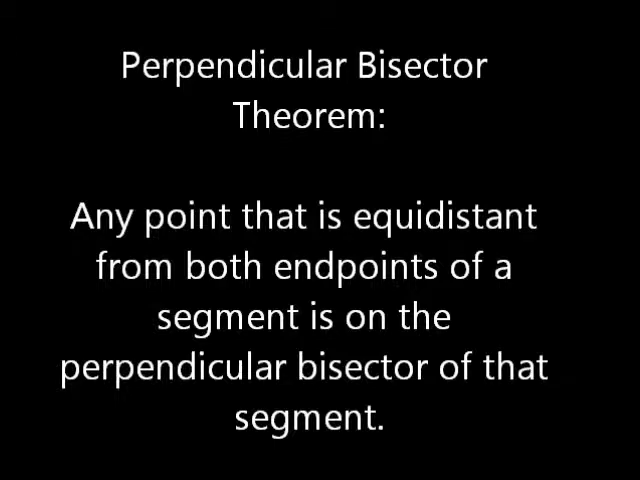 Perpendicular Bisector
Theorem:
Any point that is equidistant
from both endpoints of a
segment is on the
perpendicular bisector of that
segment.